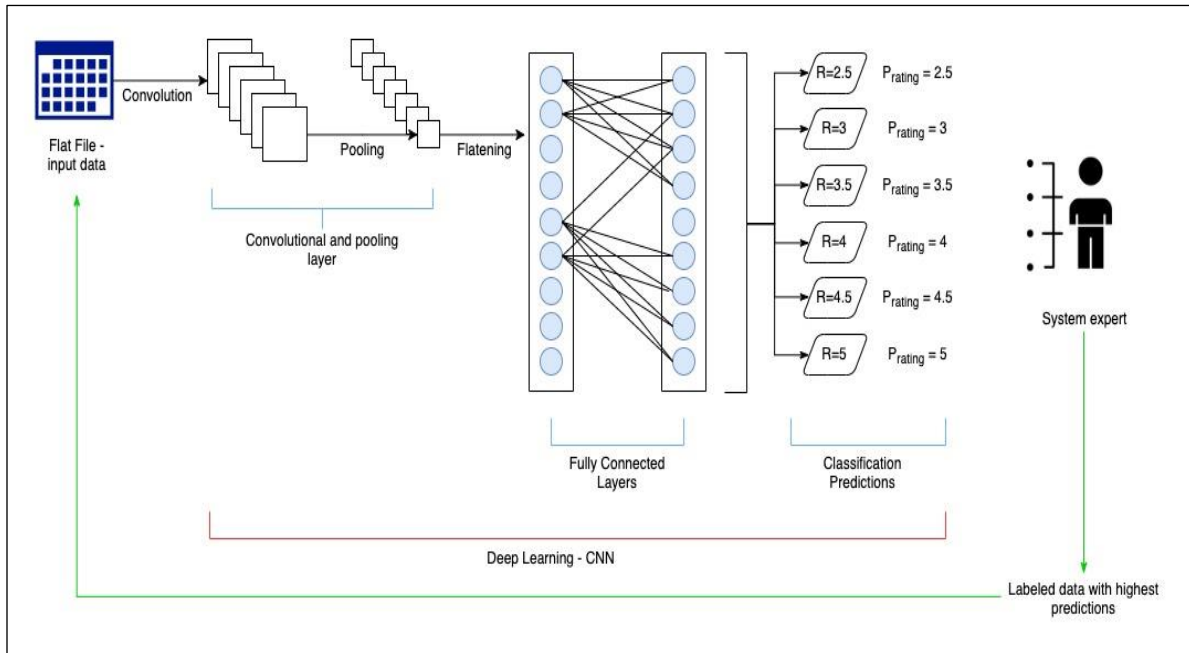 Flat File -
input data
Convolution
Pooling
Flatening
Convolutional and pooling
layer
Fully Connected
Layers
R=2.5 Prating = 2.5
R=3 Prating = 3
R=3.5 Prating = 3.5
R=4 Prating = 4
R=4.5 Prating = 4.5
R=5 Prating = 5
Classification
Predictions
Deep Learning - CNN
System expert
Labeled data with highest
predictions